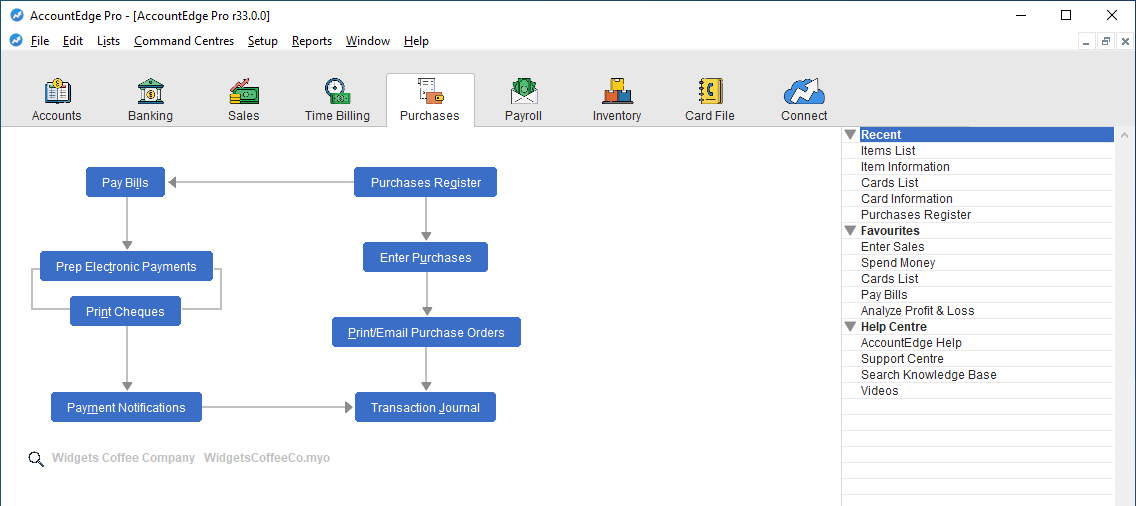 AccountEdge Pro - [AccountEdge Pro r33.0.0]
File Edit Lists Command Centres Setup Reports Window Help
Accounts Banking Sales Time Billing Purchases Payroll Inventory Card File Connect
Pay Bills
Purchases Register
Enter Purchases
Prep Electronic Payments
Print Cheques
Print/Email Purchase Orders
Payment Notifications
Transaction Journal
Widgets Coffee Company WidgetsCoffeeCo.myo
Recent
Items List
Item Information
Cards List
Card Information
Purchases Register
Favourites
Enter Sales
Spend Money
Cards List
Pay Bills
Analyze Profit & Loss
Help Centre
AccountEdge Help
Support Centre
Search Knowledge Base
Videos